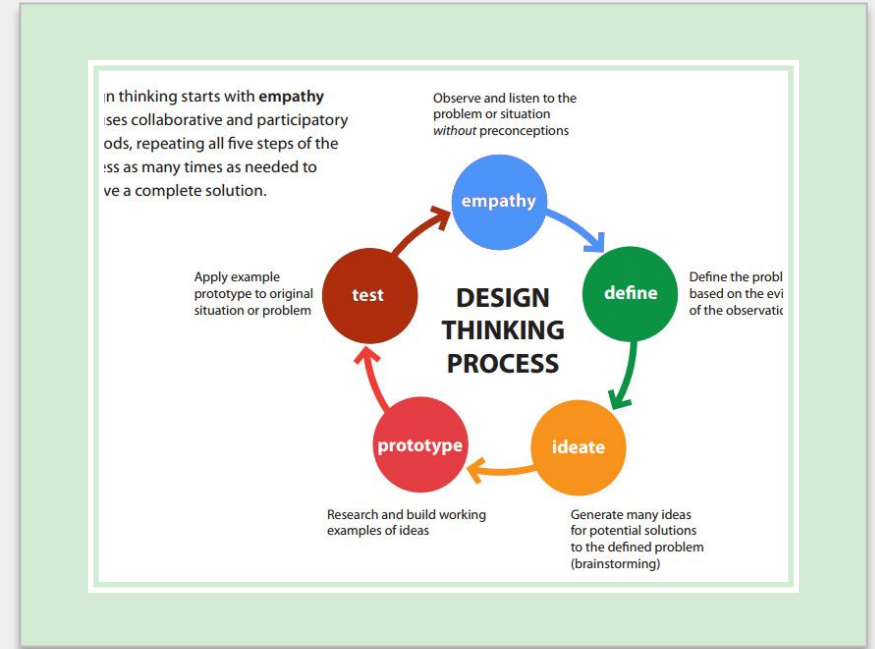 n thinking starts with empathy
ses collaborative and participatory
ods, repeating all five steps of the
ss as many times as needed to
ve a complete solution.
Observe and listen to the
problem or situation
without preconceptions
empathy
Apply example
prototype to original
situation or problem
test
DESIGN
THINKING
PROCESS
define
Define the probl
based on the evi
of the observatio
prototype
ideate
Research and build working
examples of ideas
Generate many ideas
for potential solutions
to the defined problem
(brainstorming)